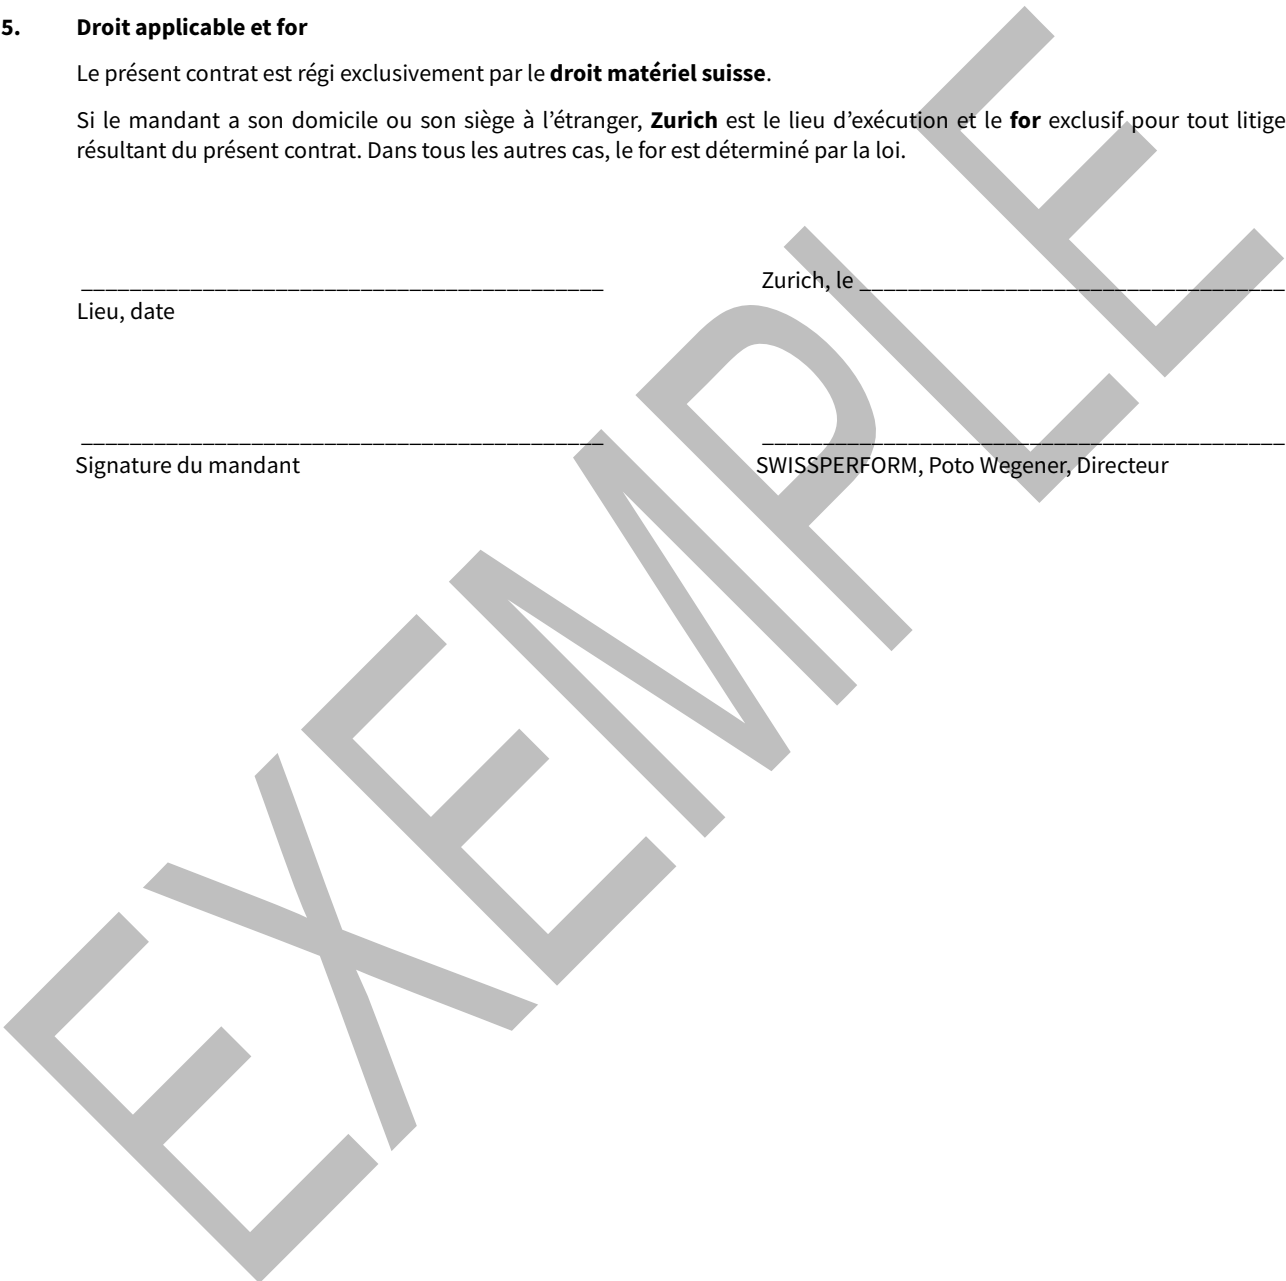 5. Droit applicable et for
Le présent contrat est régi exclusivement par le droit matériel suisse.
Si le mandant a son domicile ou son siège à l’étranger, Zurich est le lieu d’exécution et le for exclusif pour tout litige
résultant du présent contrat. Dans tous les autres cas, le for est déterminé par la loi.
Zurich, le
Lieu, date
Signature du mandant
SWISSPERFORM, Poto Wegener, Directeur
EXEMPLE